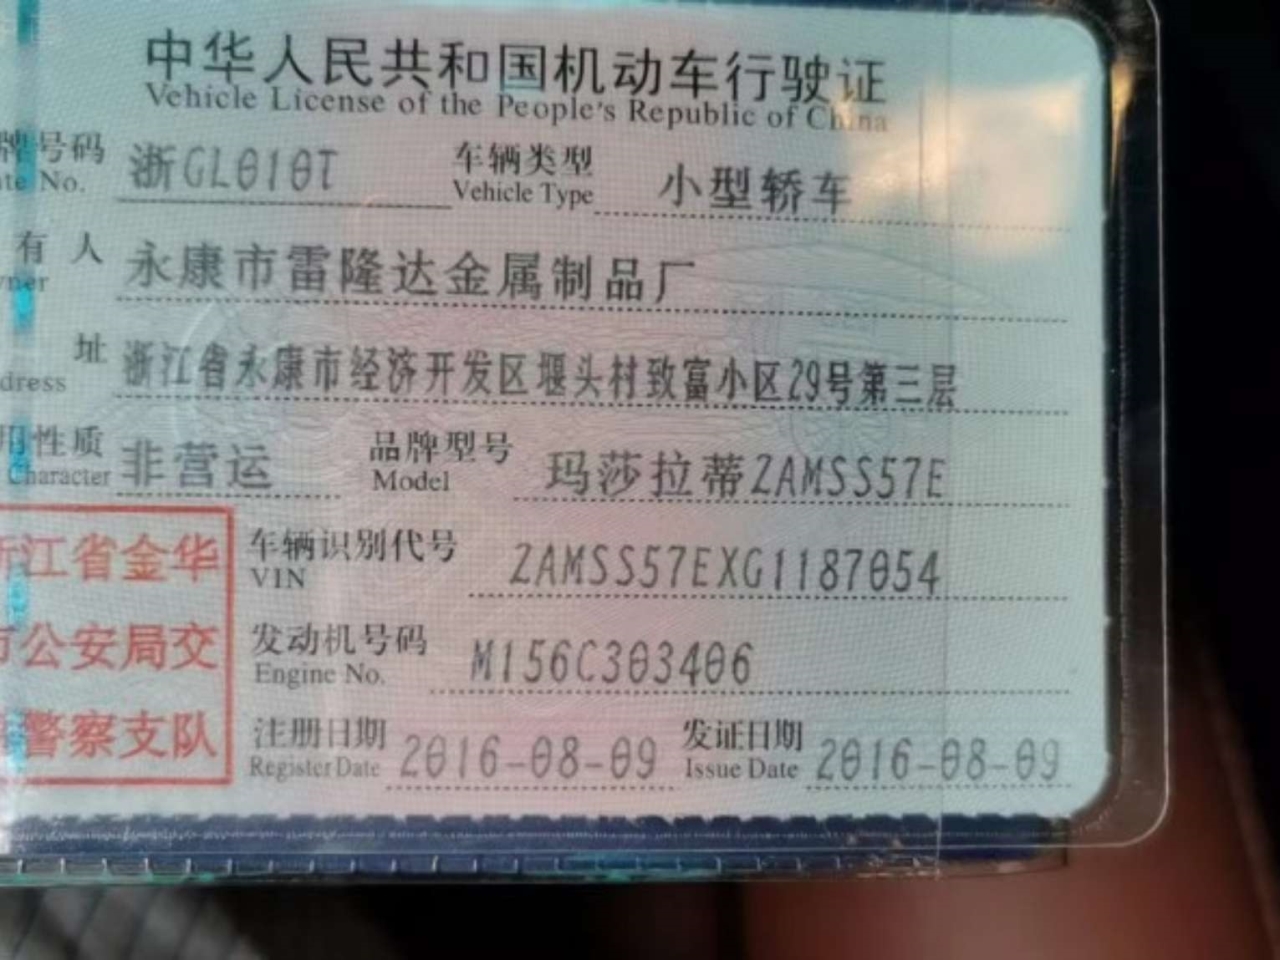 中华人民共和国机动车行驶证
Vehicle License of the People's Republic of China
牌号码 浙GL010T 车辆类型 小型轿车
ate No. Vehicle Type
有人 永康市雷隆达金属制品厂
wner
址 浙江省永康市经济开发区堰头村致富小区29号第三层
dress
用性质 非营运 品牌型号 玛莎拉蒂ZAMSS57E
Character Model
浙江省金华
市公安局交
警察支队
车辆识别代号 ZAMSS57EXG1187054
VIN
发动机号码 M156C303406
Engine No.
注册日期 2016-08-09 发证日期 2016-08-09
Register Date Issue Date